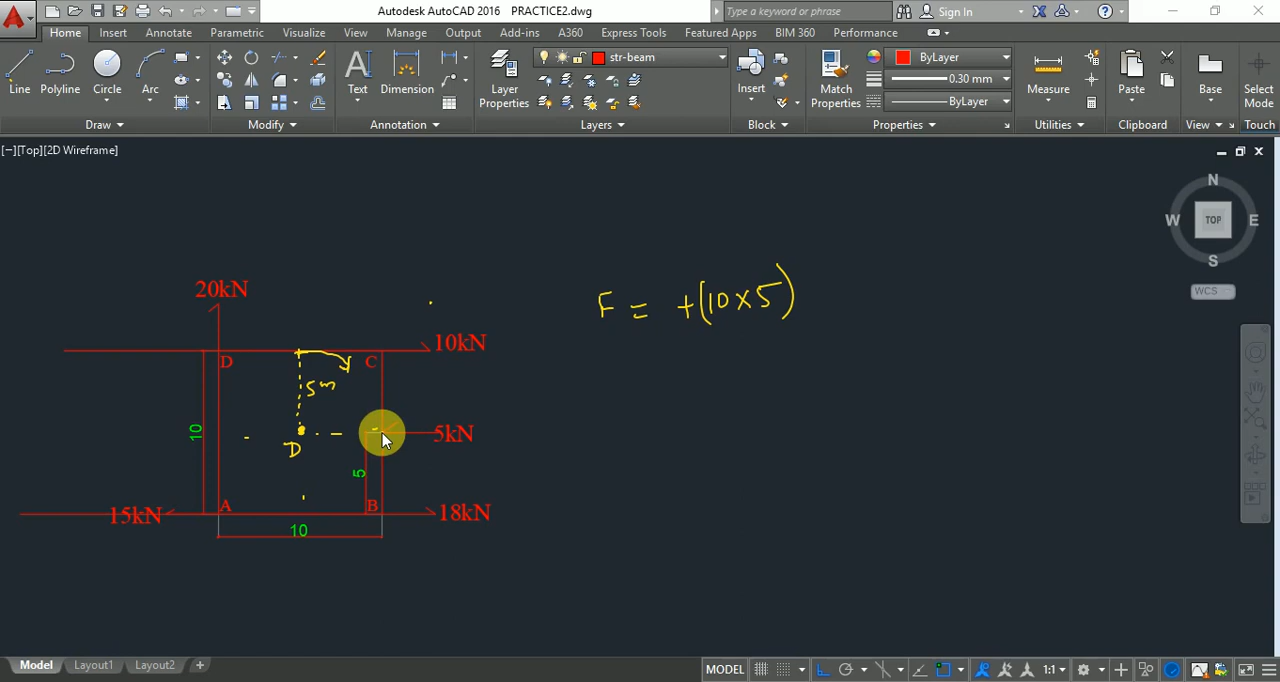 Autodesk AutoCAD 2016 PRACTICE2.dwg
Type a keyword or phrase
Sign In
Home Insert Annotate Parametric Visualize View Manage Output Add-ins A360 Express Tools Featured Apps BIM 360 Performance
Line Polyline Circle Arc
Text Dimension
Layer Properties
str-beam
Insert
Match Properties
ByLayer
0.30 mm
ByLayer
Measure
Paste
Base
Select Mode
Draw Modify Annotation Layers Block Properties Utilities Clipboard View Touch
[−][Top][2D Wireframe]
N
W TOP E
S
WCS
20kN
F = +(10×5)
10kN
D C
5m
10
5kN
D
5
A B
15kN 18kN
10
Model Layout1 Layout2 +
MODEL 1:1